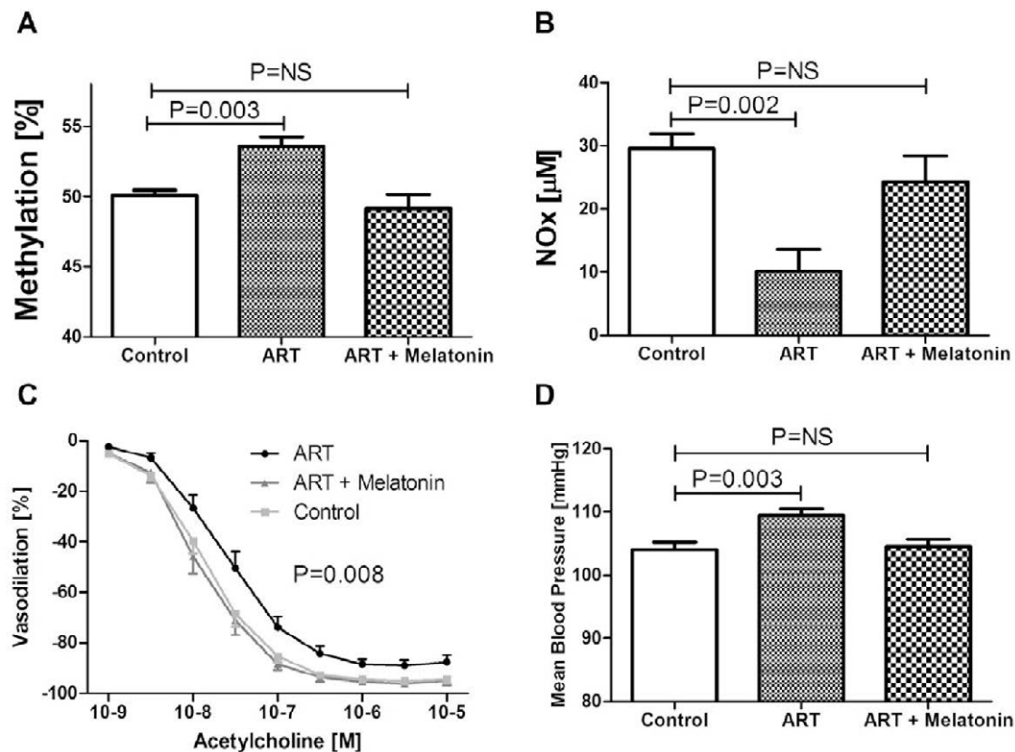 A
P=NS
P=0.003
Methylation [%]
55
50
45
40
Control ART ART + Melatonin
B
P=NS
P=0.002
NOx [µM]
40
30
20
10
0
Control ART ART + Melatonin
C
Vasodilation [%]
0
-20
-40
-60
-80
-100
ART
ART + Melatonin
Control
P=0.008
10-9 10-8 10-7 10-6 10-5
Acetylcholine [M]
D
P=NS
P=0.003
Mean Blood Pressure [mmHg]
120
110
100
90
80
Control ART ART + Melatonin